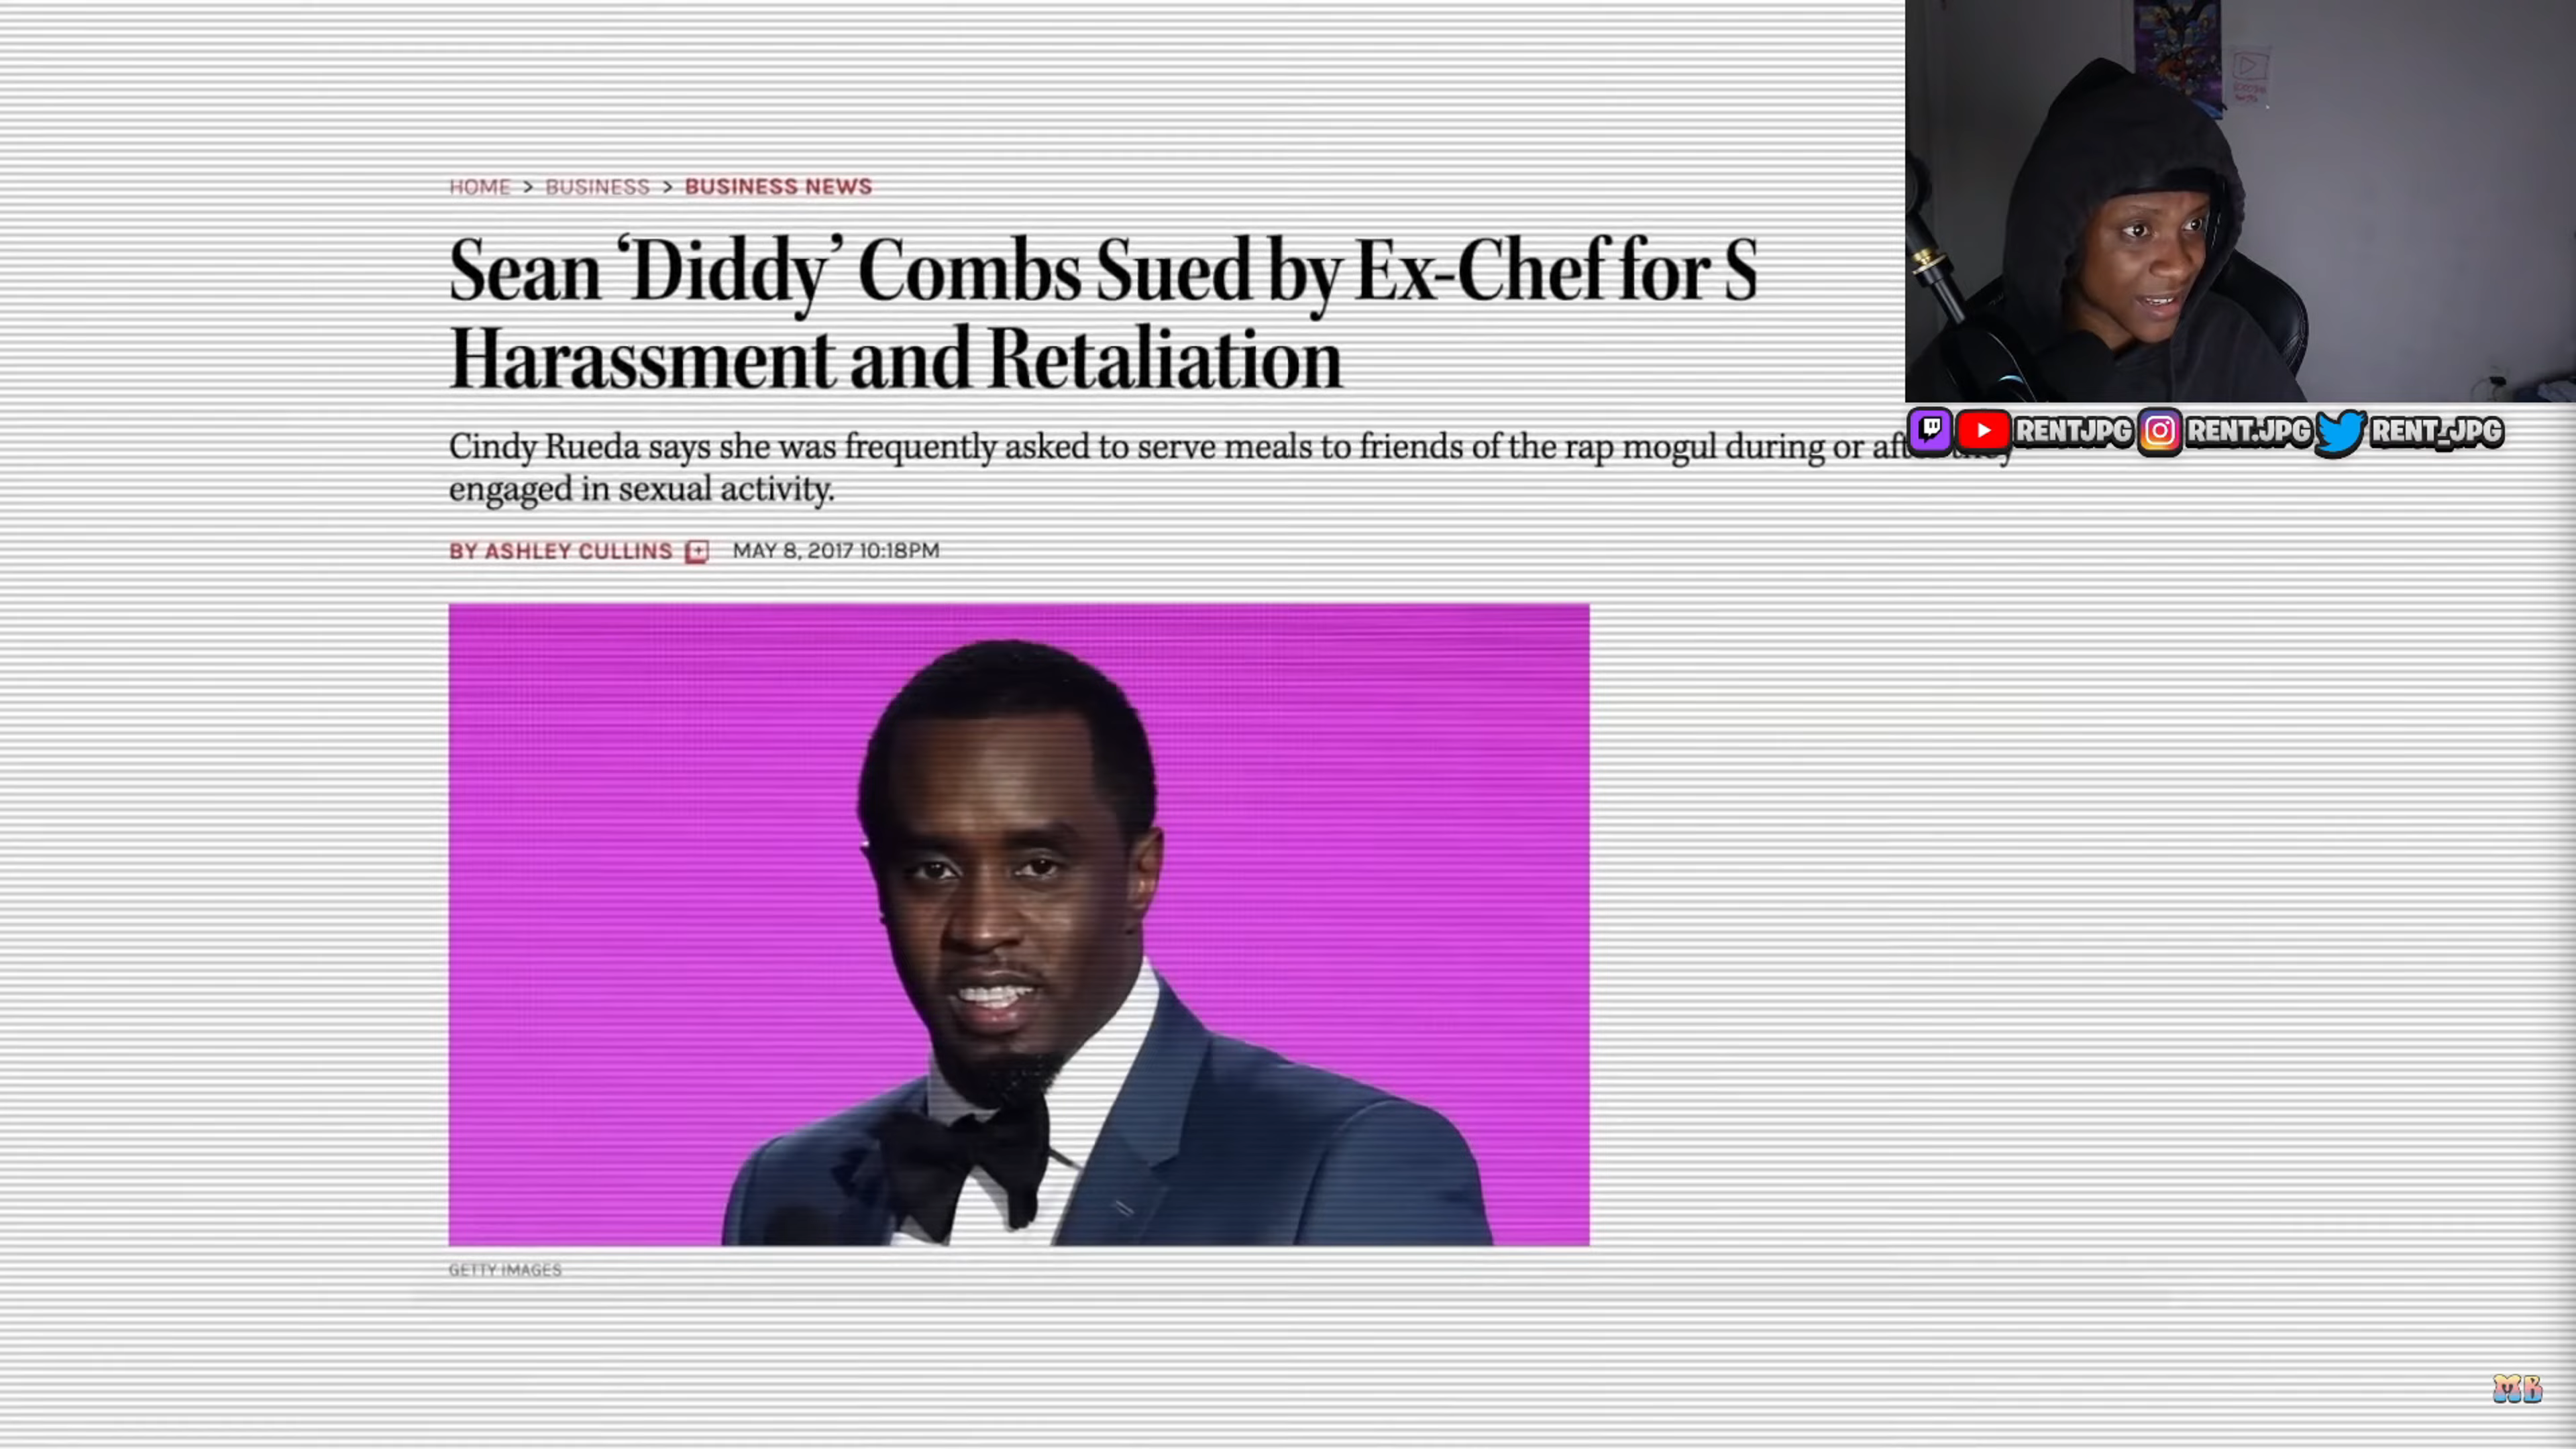 HOME > BUSINESS > BUSINESS NEWS
Sean ‘Diddy’ Combs Sued by Ex-Chef for S
Harassment and Retaliation
Cindy Rueda says she was frequently asked to serve meals to friends of the rap mogul during or
engaged in sexual activity.
BY ASHLEY CULLINS MAY 8, 2017 10:18PM
GETTY IMAGES
RENTJPG RENT.JPG RENT_JPG
MB